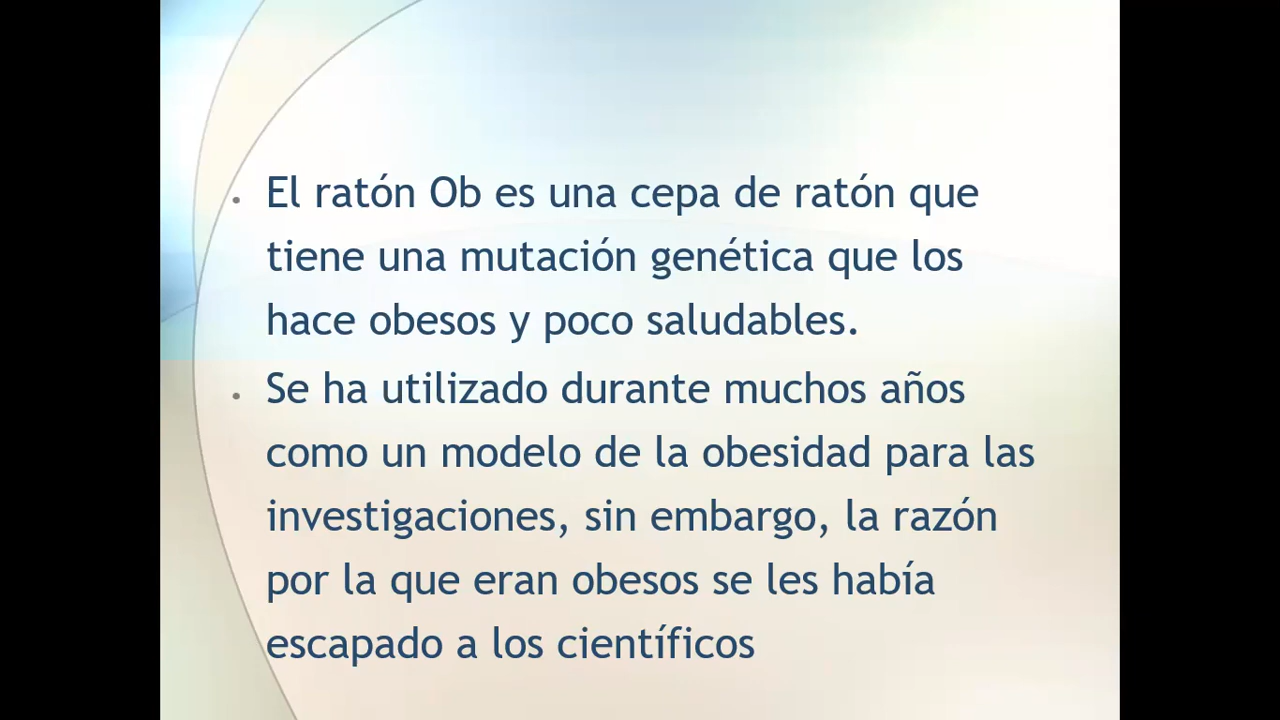 • El ratón Ob es una cepa de ratón que
tiene una mutación genética que los
hace obesos y poco saludables.
• Se ha utilizado durante muchos años
como un modelo de la obesidad para las
investigaciones, sin embargo, la razón
por la que eran obesos se les había
escapado a los científicos